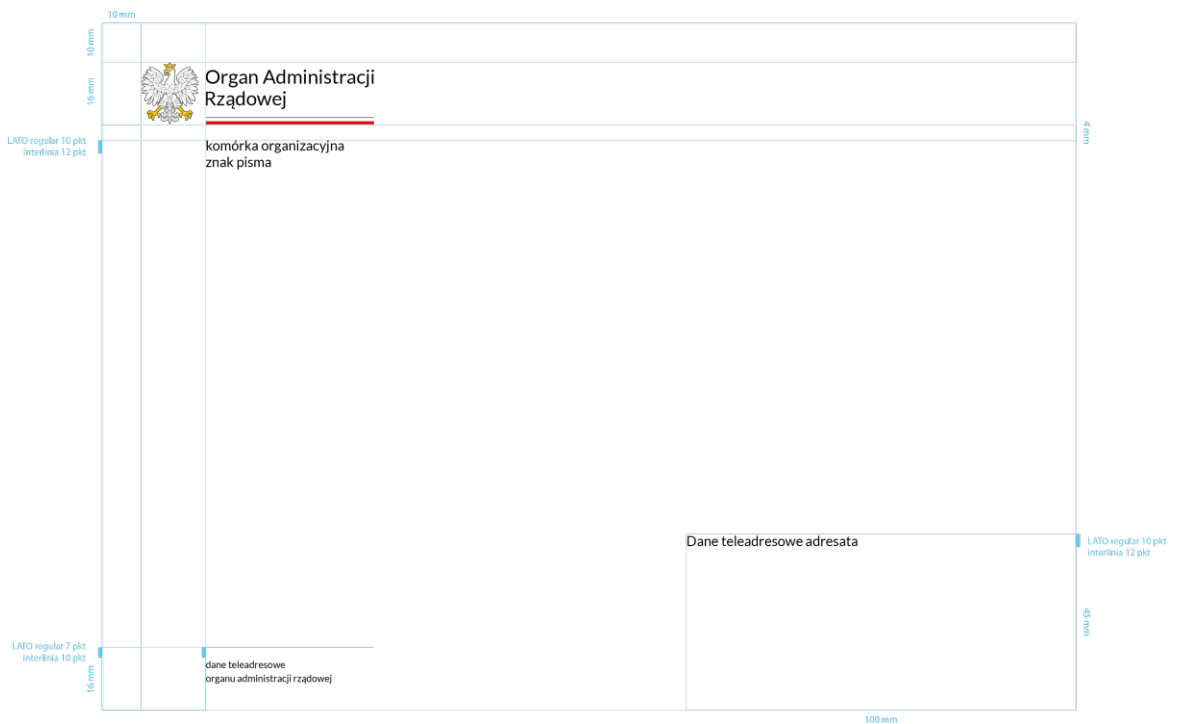 10 mm
10 mm
16 mm
Organ Administracji
Rządowej
4 mm
LATO regular 10 pkt
interlinia 12 pkt
komórka organizacyjna
znak pisma
Dane teleadresowe adresata
LATO regular 10 pkt
interlinia 12 pkt
45 mm
LATO regular 7 pkt
interlinia 10 pkt
16 mm
dane teleadresowe
organu administracji rządowej
100 mm